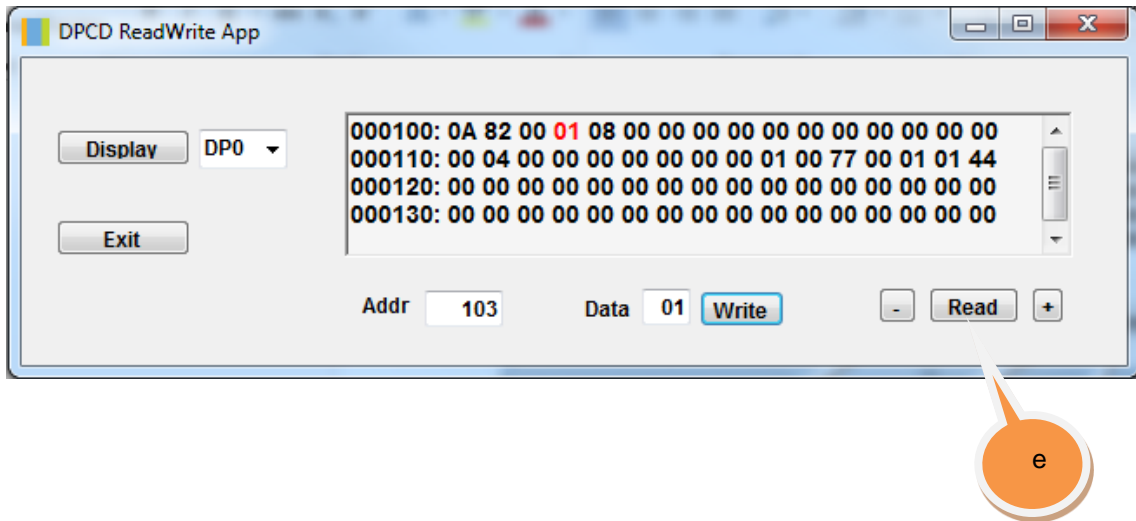 DPCD ReadWrite App
Display DP0
000100: 0A 82 00 01 08 00 00 00 00 00 00 00 00 00 00 00
000110: 00 04 00 00 00 00 00 00 00 01 00 77 00 01 01 44
000120: 00 00 00 00 00 00 00 00 00 00 00 00 00 00 00 00
000130: 00 00 00 00 00 00 00 00 00 00 00 00 00 00 00 00
Exit
Addr 103 Data 01 Write - Read +
e